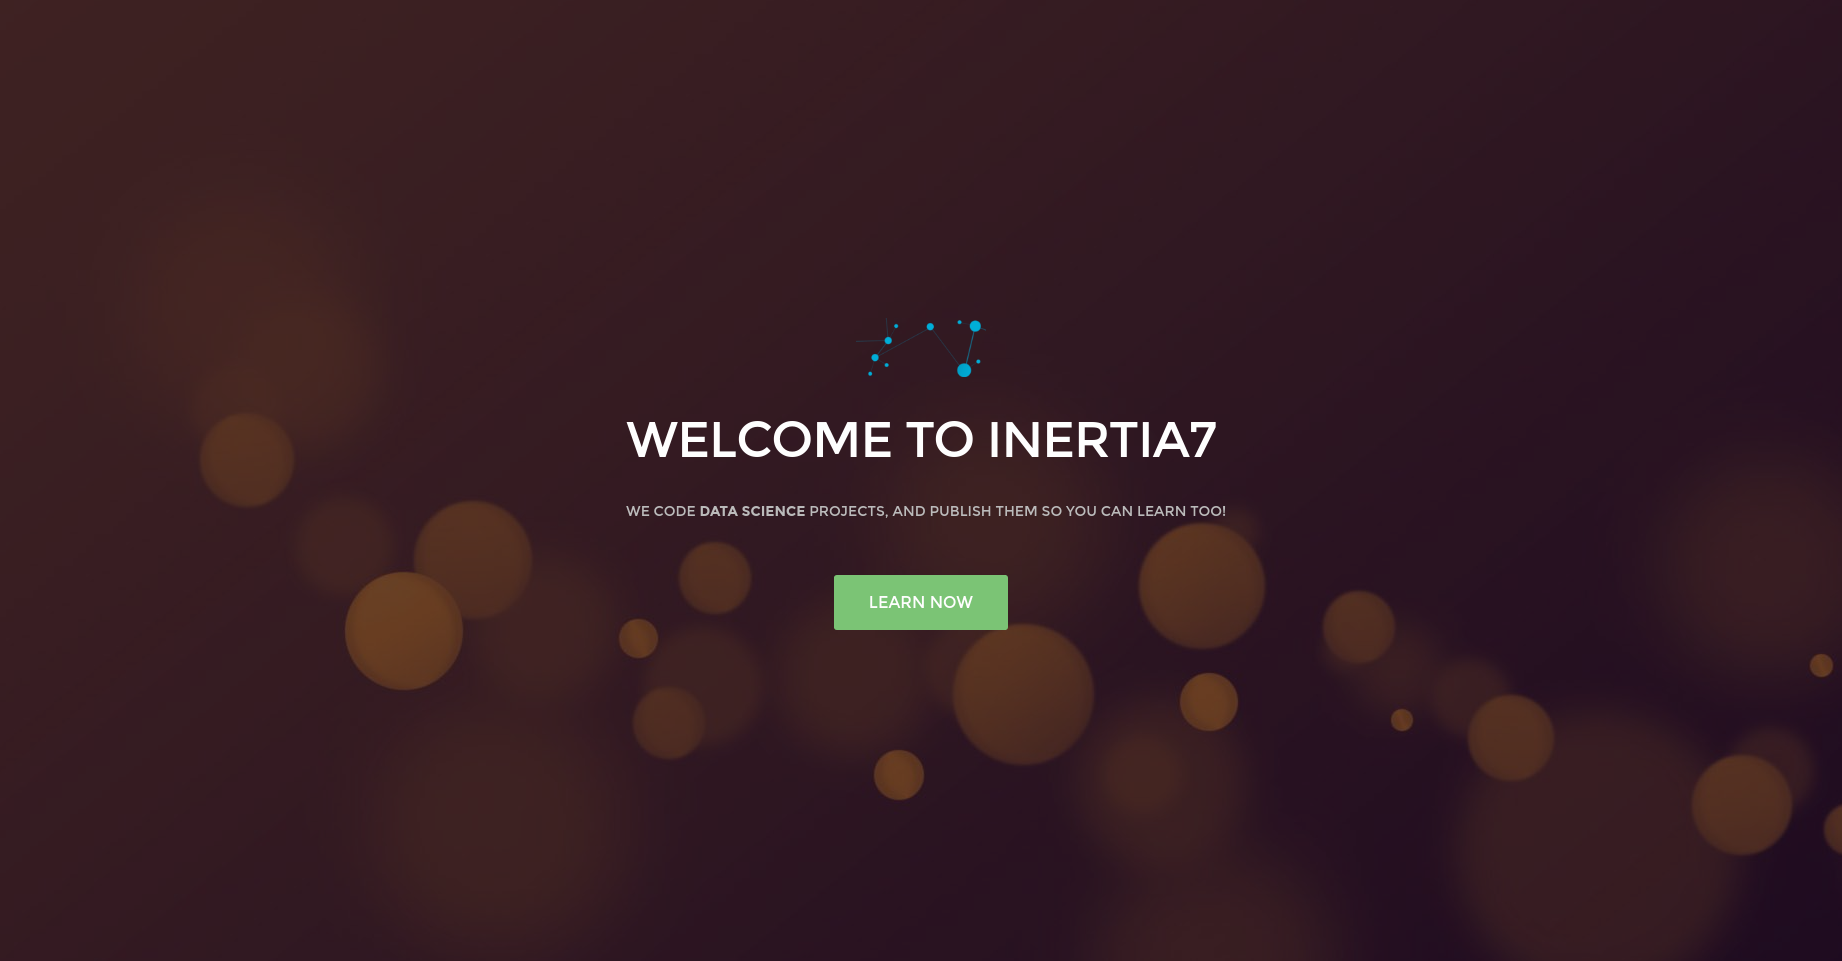 WELCOME TO INERTIA7
WE CODE DATA SCIENCE PROJECTS, AND PUBLISH THEM SO YOU CAN LEARN TOO!
LEARN NOW